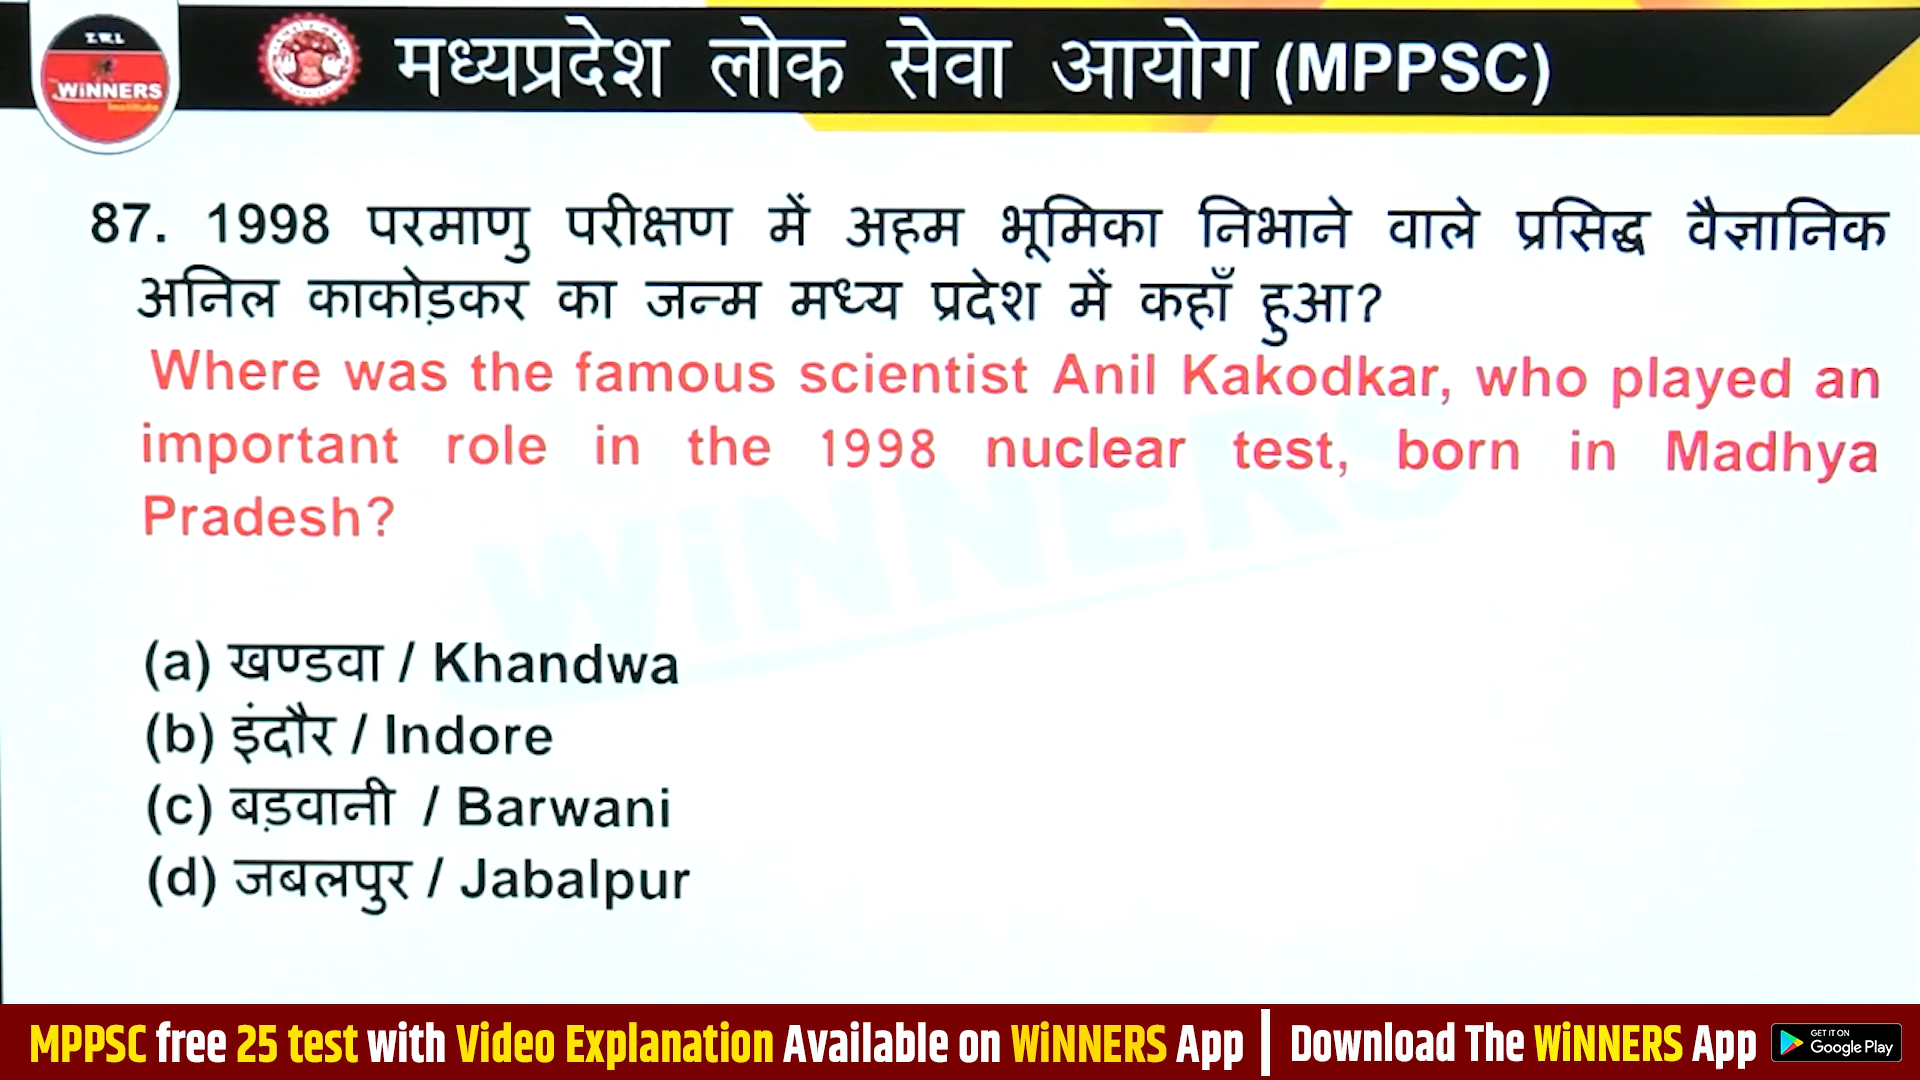 T.W.I.
मध्यप्रदेश लोक सेवा आयोग (MPPSC)
WiNNERS
Institute
87. 1998 परमाणु परीक्षण में अहम भूमिका निभाने वाले प्रसिद्ध वैज्ञानिक
अनिल काकोड़कर का जन्म मध्य प्रदेश में कहाँ हुआ?
Where was the famous scientist Anil Kakodkar, who played an
important role in the 1998 nuclear test, born in Madhya
Pradesh?
WiNNERS
(a) खण्डवा / Khandwa
(b) इंदौर / Indore
(c) बड़वानी / Barwani
(d) जबलपुर / Jabalpur
MPPSC free 25 test with Video Explanation Available on WiNNERS App | Download The WiNNERS App
GET IT ON
Google Play